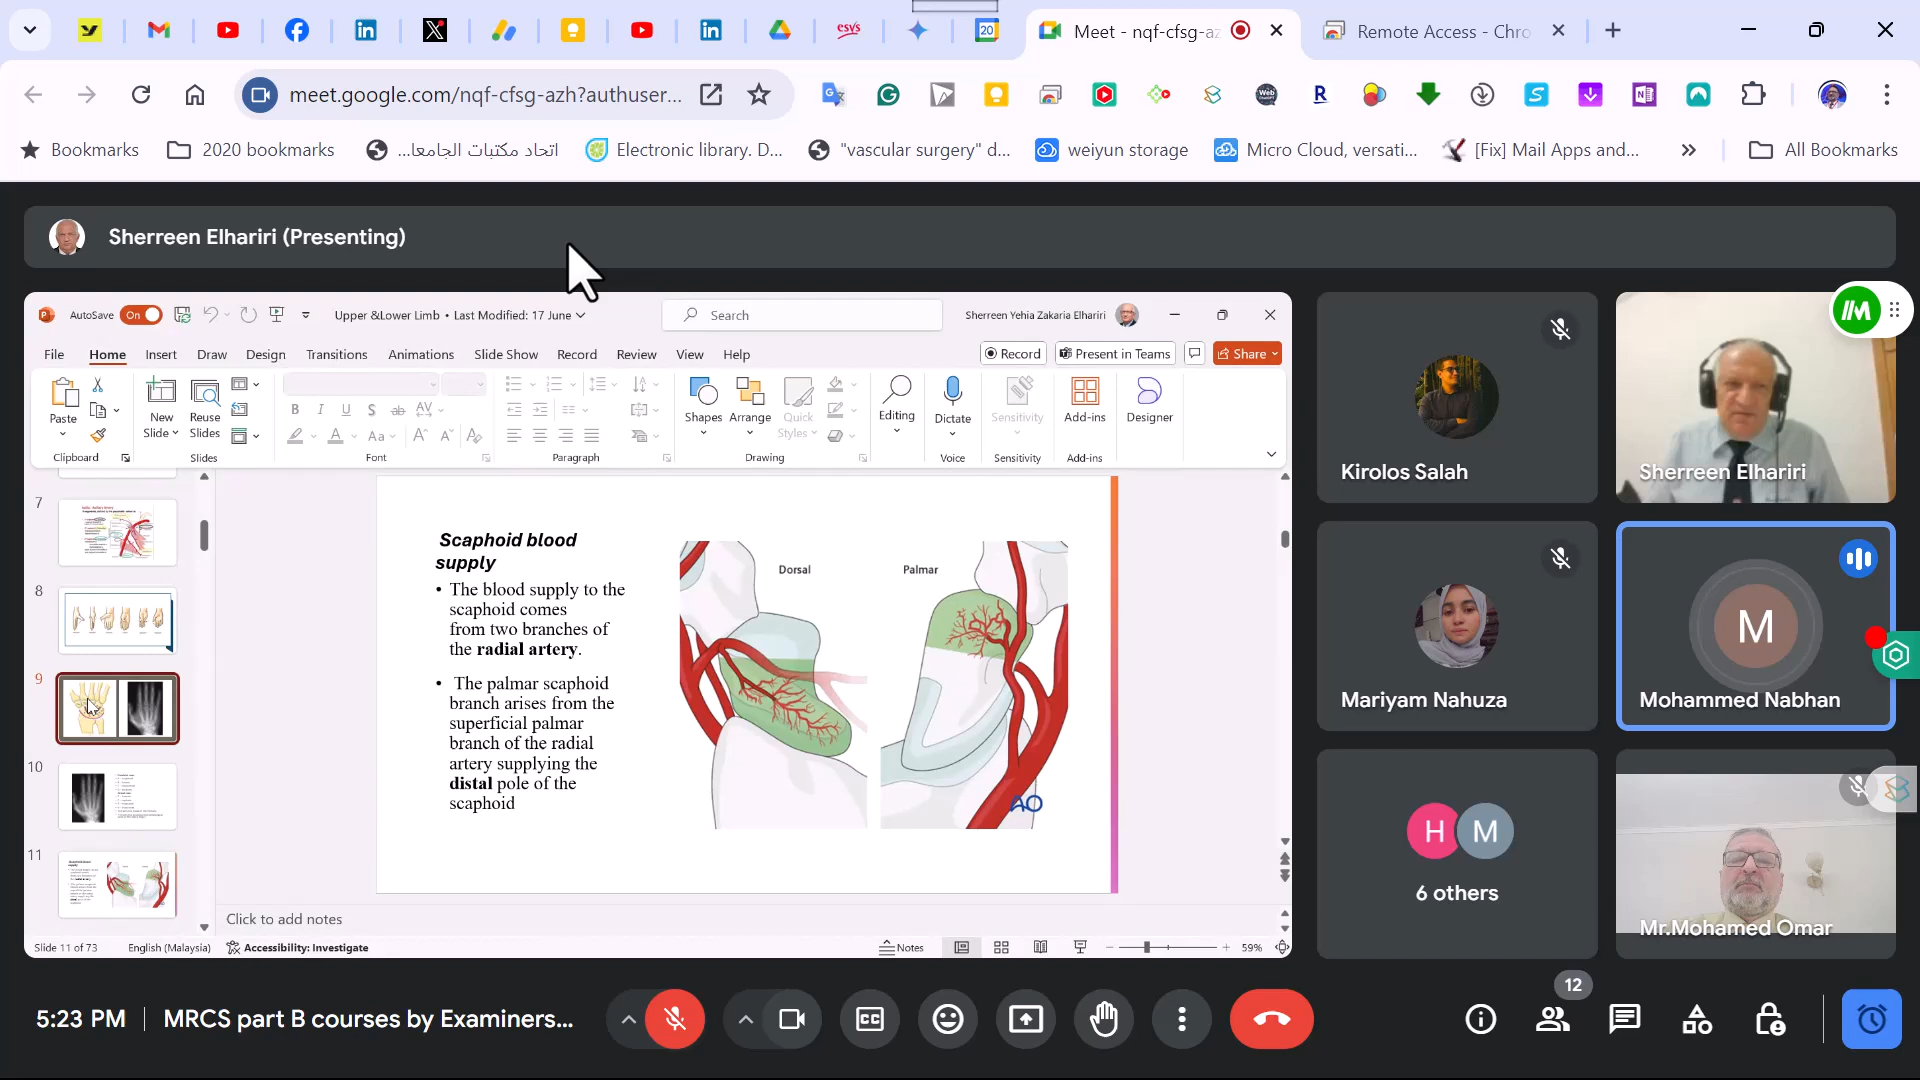 esvs
20
Meet - nqf-cfsg-az
Remote Access - Chro
meet.google.com/nqf-cfsg-azh?authuser...
Bookmarks
2020 bookmarks
اتحاد مكتبات الجامعا...
Electronic library. D...
"vascular surgery" d...
weiyun storage
Micro Cloud, versati...
[Fix] Mail Apps and...
All Bookmarks
Sherreen Elhariri (Presenting)
AutoSave On
Upper &Lower Limb • Last Modified: 17 June
Search
Sherreen Yehia Zakaria Elhariri
File Home Insert Draw Design Transitions Animations Slide Show Record Review View Help
Record
Present in Teams
Share
Paste
New Slide
Reuse Slides
Shapes
Arrange
Quick Styles
Editing
Dictate
Sensitivity
Add-ins
Designer
Clipboard
Slides
Font
Paragraph
Drawing
Voice
Sensitivity
Add-ins
7
8
9
10
11
Scaphoid blood
supply
• The blood supply to the
scaphoid comes
from two branches of
the radial artery.
• The palmar scaphoid
branch arises from the
superficial palmar
branch of the radial
artery supplying the
distal pole of the
scaphoid
Dorsal
Palmar
AO
Click to add notes
Slide 11 of 73
English (Malaysia)
Accessibility: Investigate
Notes
59%
Kirolos Salah
Sherreen Elhariri
Mariyam Nahuza
M
Mohammed Nabhan
H M
6 others
Mr.Mohamed Omar
5:23 PM
MRCS part B courses by Examiners...
12